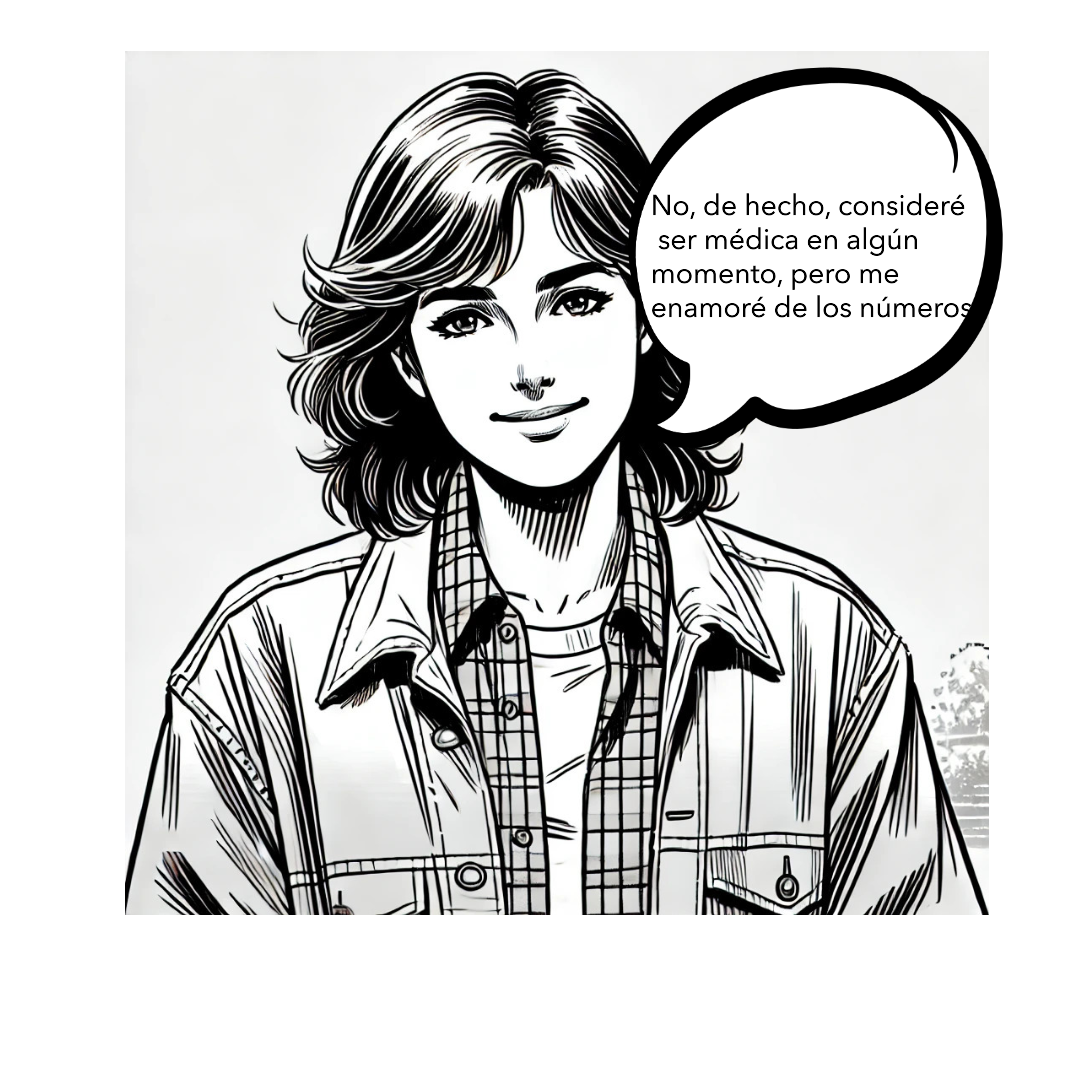 No, de hecho, consideré
ser médica en algún
momento, pero me
enamoré de los números